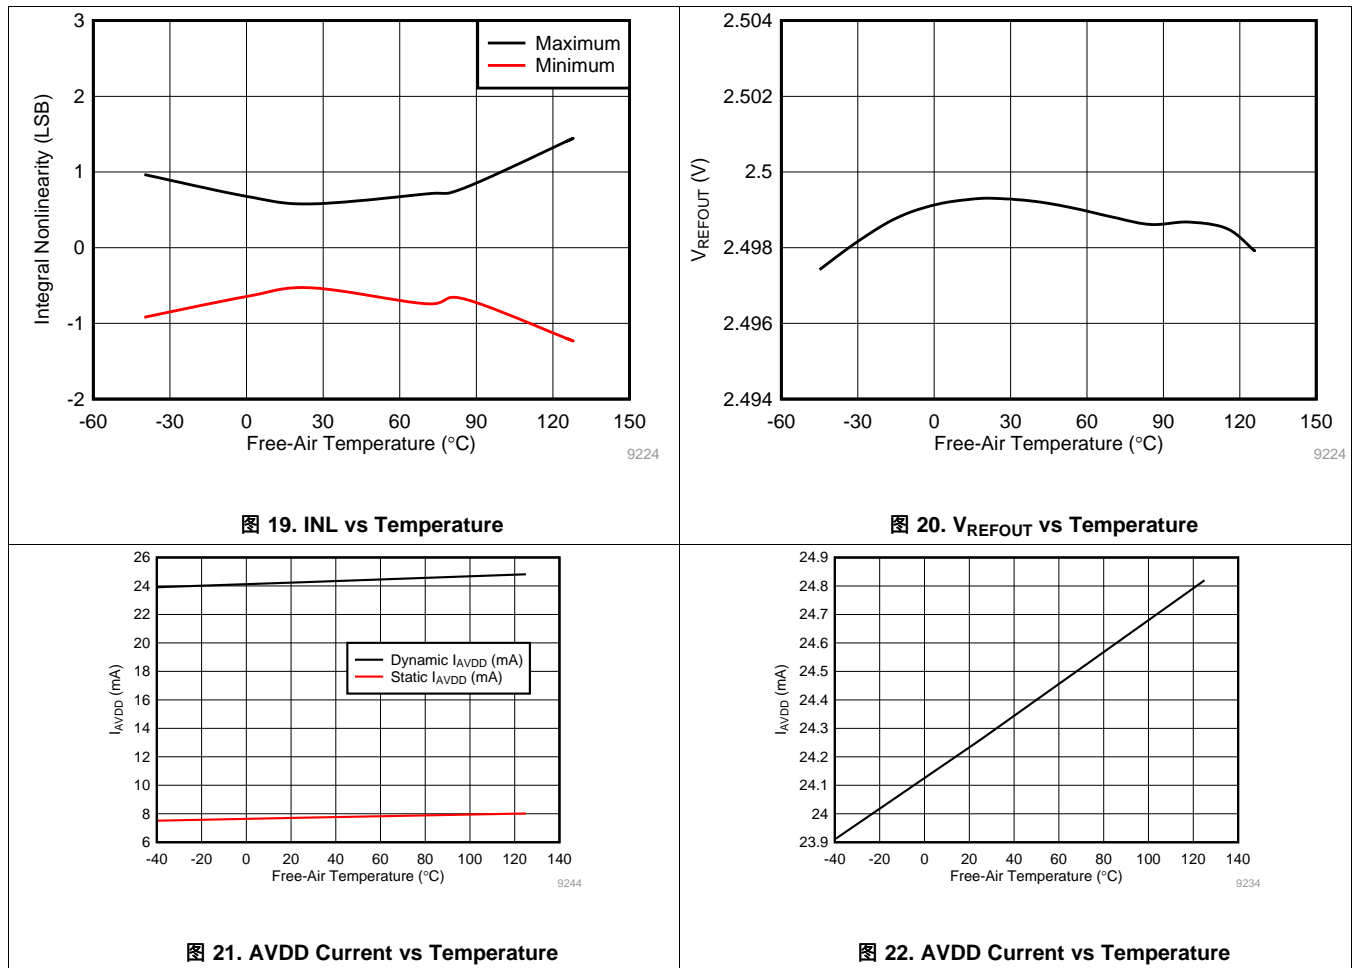 3
2
1
0
-1
-2
-60 -30 0 30 60 90 120 150
Integral Nonlinearity (LSB)
Maximum
Minimum
Free-Air Temperature (°C)
9224
图 19. INL vs Temperature
2.504
2.502
2.5
2.498
2.496
2.494
-60 -30 0 30 60 90 120 150
VREFOUT (V)
Free-Air Temperature (°C)
9224
图 20. VREFOUT vs Temperature
26
24
22
20
18
16
14
12
10
8
6
-40 -20 0 20 40 60 80 100 120 140
IAVDD (mA)
Dynamic IAVDD (mA)
Static IAVDD (mA)
Free-Air Temperature (°C)
9244
图 21. AVDD Current vs Temperature
24.9
24.8
24.7
24.6
24.5
24.4
24.3
24.2
24.1
24
23.9
-40 -20 0 20 40 60 80 100 120 140
IAVDD (mA)
Free-Air Temperature (°C)
9234
图 22. AVDD Current vs Temperature